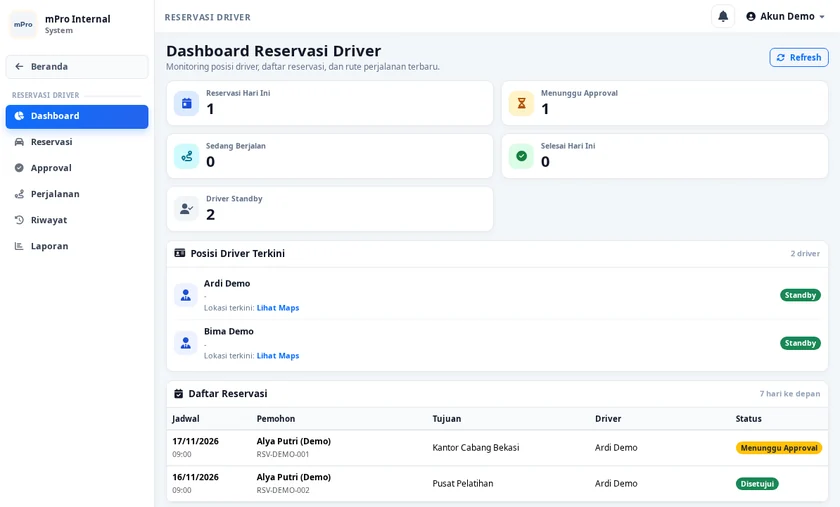 mPro
mPro Internal
System
Beranda
RESERVASI DRIVER
Dashboard
Reservasi
Approval
Perjalanan
Riwayat
Laporan
RESERVASI DRIVER
Akun Demo
Dashboard Reservasi Driver
Monitoring posisi driver, daftar reservasi, dan rute perjalanan terbaru.
Refresh
Reservasi Hari Ini
1
Menunggu Approval
1
Sedang Berjalan
0
Selesai Hari Ini
0
Driver Standby
2
Posisi Driver Terkini
2 driver
Ardi Demo
-
Lokasi terkini: Lihat Maps
Standby
Bima Demo
-
Lokasi terkini: Lihat Maps
Standby
Daftar Reservasi
7 hari ke depan
Jadwal Pemohon Tujuan Driver Status
17/11/2026 Alya Putri (Demo) Kantor Cabang Bekasi Ardi Demo Menunggu Approval
09:00 RSV-DEMO-001
16/11/2026 Alya Putri (Demo) Pusat Pelatihan Ardi Demo Disetujui
09:00 RSV-DEMO-002